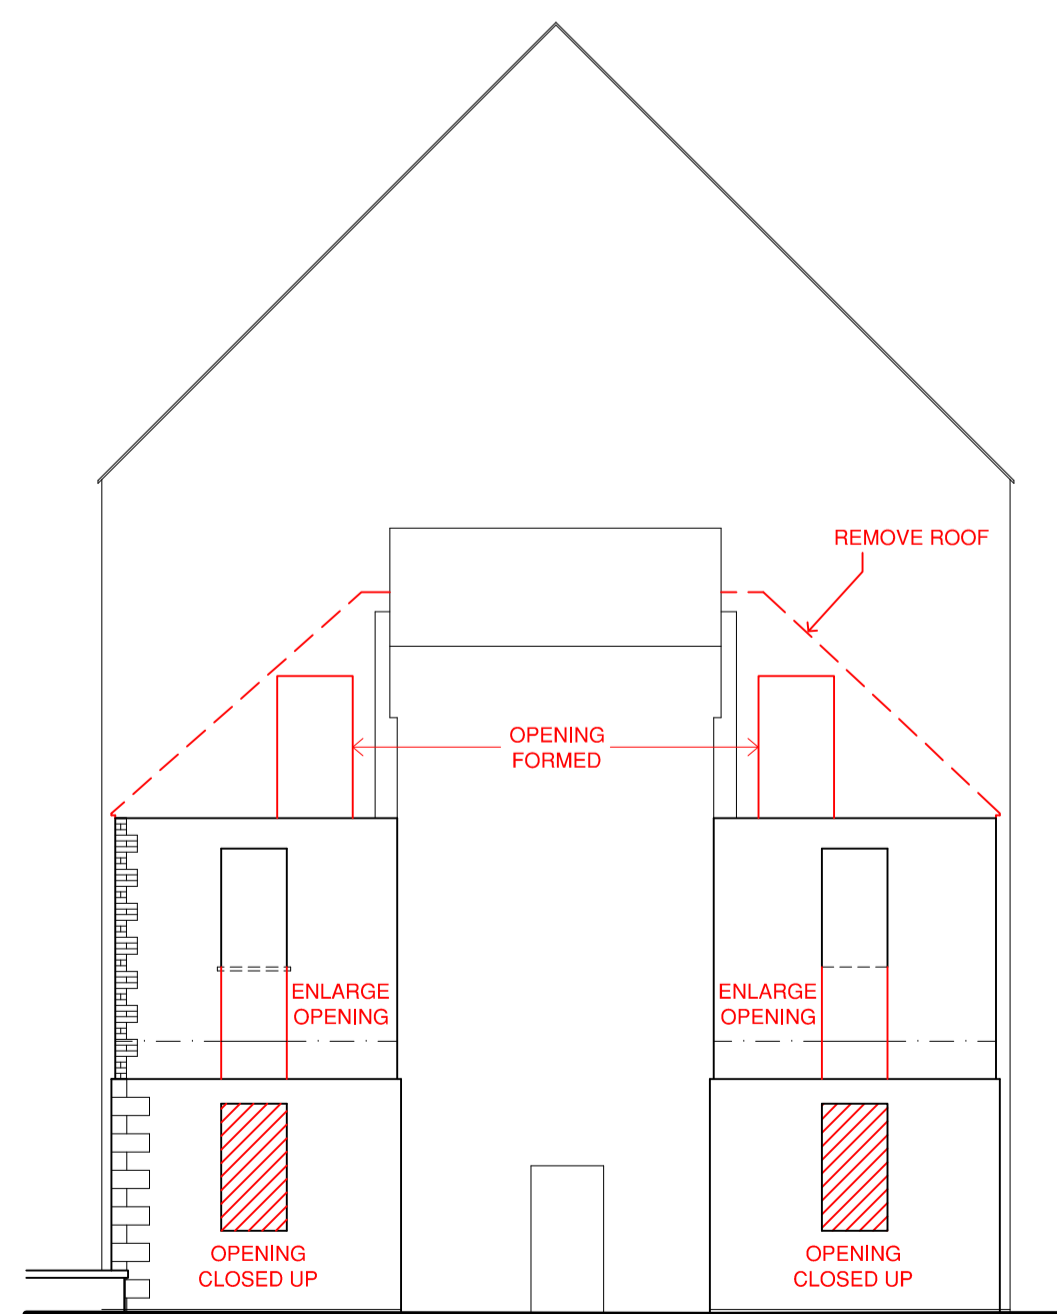 REMOVE ROOF
OPENING
FORMED
ENLARGE
OPENING
ENLARGE
OPENING
OPENING
CLOSED UP
OPENING
CLOSED UP